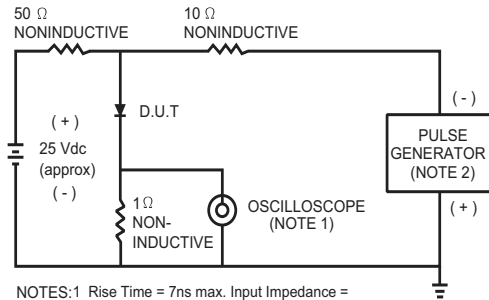 50 Ω
NONINDUCTIVE
10 Ω
NONINDUCTIVE
D.U.T
( + )
25 Vdc
(approx)
( - )
1Ω
NON-
INDUCTIVE
OSCILLOSCOPE
(NOTE 1)
( - )
PULSE
GENERATOR
(NOTE 2)
( + )
NOTES:1 Rise Time = 7ns max. Input Impedance =